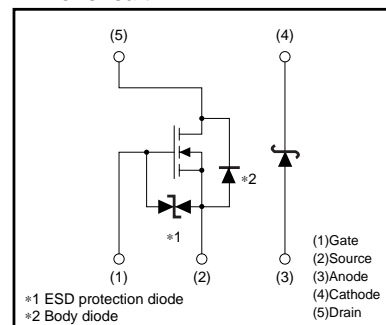 (5) (4)
*2
*1
(1) (2) (3)
(1)Gate
(2)Source
(3)Anode
(4)Cathode
(5)Drain
*1 ESD protection diode
*2 Body diode